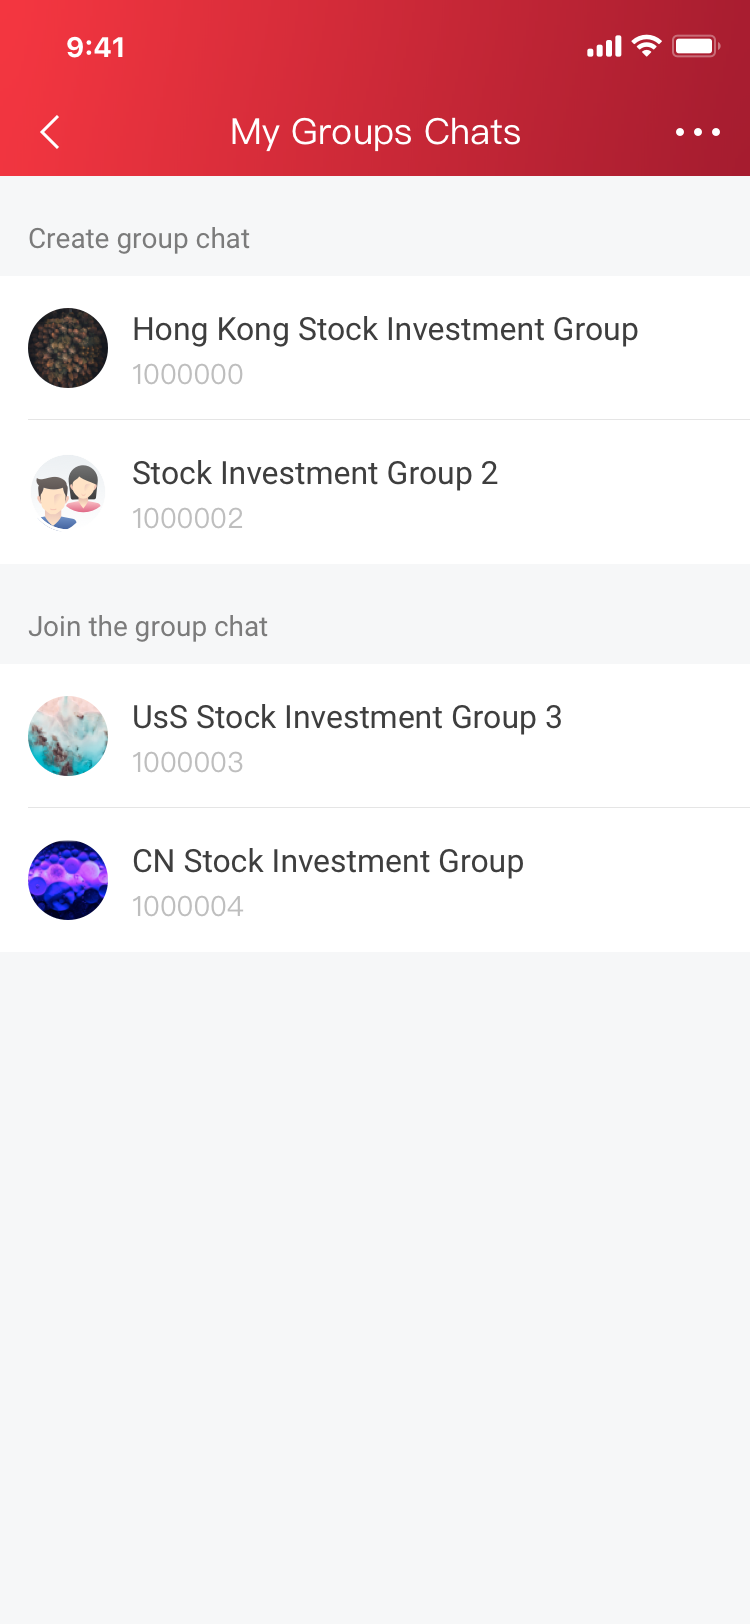 9:41
My Groups Chats
Create group chat
Hong Kong Stock Investment Group
1000000
Stock Investment Group 2
1000002
Join the group chat
UsS Stock Investment Group 3
1000003
CN Stock Investment Group
1000004